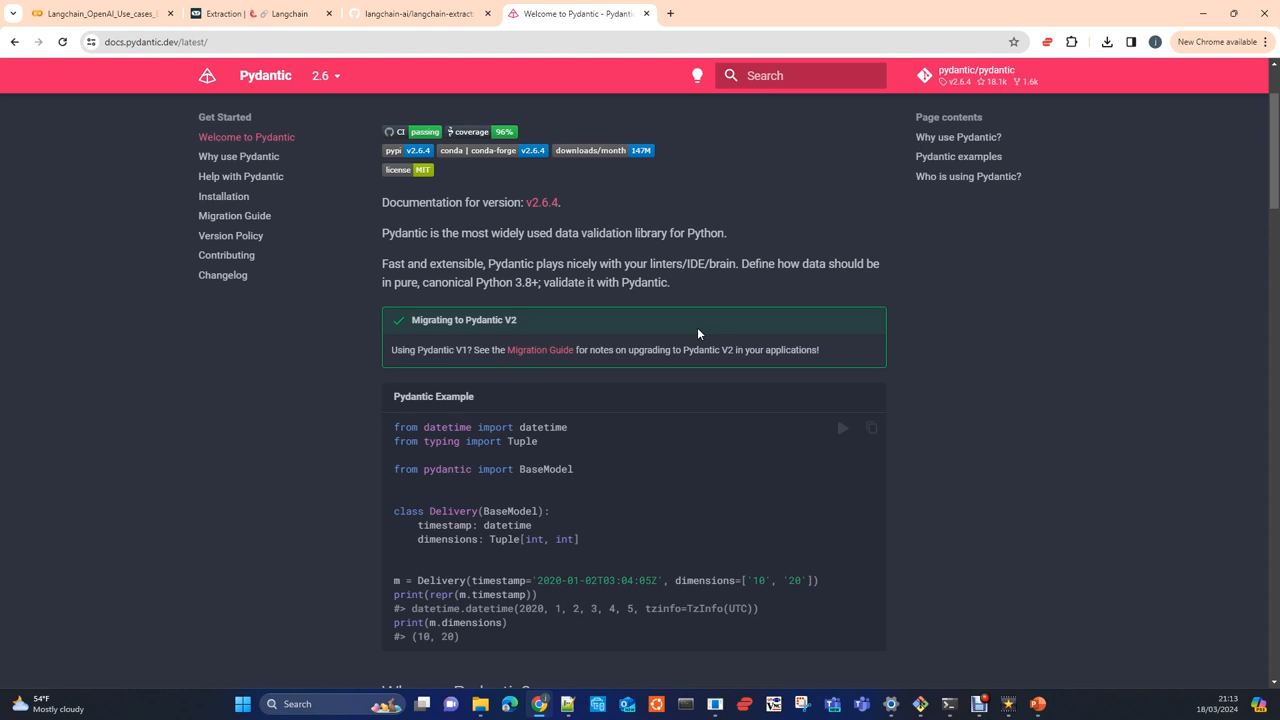 Langchain_OpenAI_Use_cases_
Extraction | 🦜️🔗 Langchain
langchain-ai/langchain-extract
Welcome to Pydantic - Pydantic
docs.pydantic.dev/latest/
New Chrome available
Pydantic
2.6
Search
pydantic/pydantic
v2.6.4 18.1k 1.6k
Get Started
Welcome to Pydantic
Why use Pydantic
Help with Pydantic
Installation
Migration Guide
Version Policy
Contributing
Changelog
CI passing coverage 96%
pypi v2.6.4 conda | conda-forge v2.6.4 downloads/month 147M
license MIT
Documentation for version: v2.6.4.
Pydantic is the most widely used data validation library for Python.
Fast and extensible, Pydantic plays nicely with your linters/IDE/brain. Define how data should be
in pure, canonical Python 3.8+; validate it with Pydantic.
Migrating to Pydantic V2
Using Pydantic V1? See the Migration Guide for notes on upgrading to Pydantic V2 in your applications!
Pydantic Example
from datetime import datetime
from typing import Tuple
from pydantic import BaseModel
class Delivery(BaseModel):
timestamp: datetime
dimensions: Tuple[int, int]
m = Delivery(timestamp='2020-01-02T03:04:05Z', dimensions=['10', '20'])
print(repr(m.timestamp))
#> datetime.datetime(2020, 1, 2, 3, 4, 5, tzinfo=TzInfo(UTC))
print(m.dimensions)
#> (10, 20)
Page contents
Why use Pydantic?
Pydantic examples
Who is using Pydantic?
54°F
Mostly cloudy
Search
21:13
18/03/2024